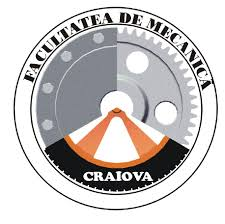 FACULTATEA DE MECANICĂ
CRAIOVA